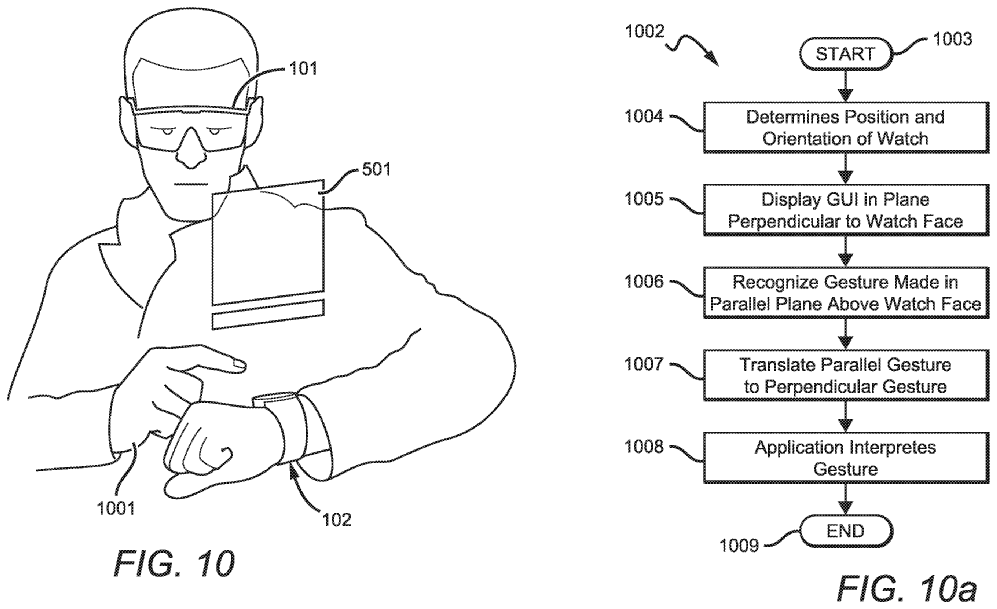 101
501
1001
102
FIG. 10
1002
1003
START
1004
Determines Position and
Orientation of Watch
1005
Display GUI in Plane
Perpendicular to Watch Face
1006
Recognize Gesture Made in
Parallel Plane Above Watch Face
1007
Translate Parallel Gesture
to Perpendicular Gesture
1008
Application Interpretes
Gesture
END
1009
FIG. 10a